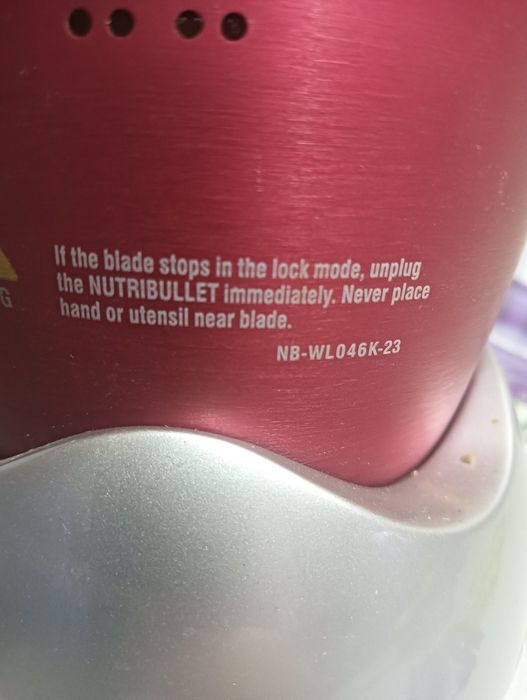 If the blade stops in the lock mode, unplug
the NUTRIBULLET immediately. Never place
hand or utensil near blade.
NB-WL046K-23
G